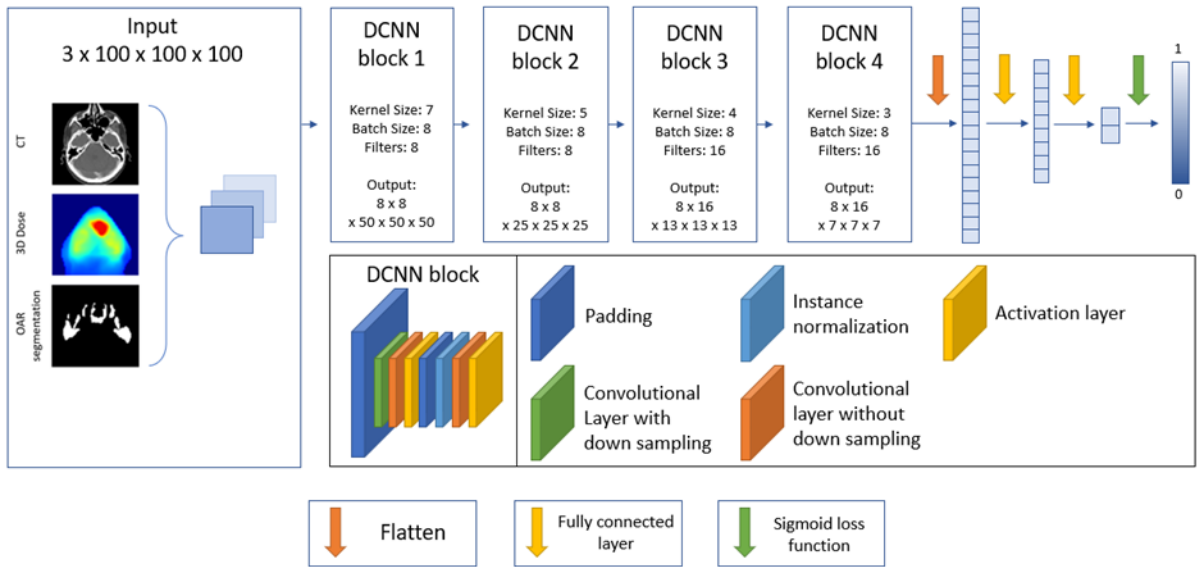 Input
3 x 100 x 100 x 100
CT
3D Dose
OAR
segmentation
DCNN
block 1
Kernel Size: 7
Batch Size: 8
Filters: 8
Output:
8 x 8
x 50 x 50 x 50
DCNN
block 2
Kernel Size: 5
Batch Size: 8
Filters: 8
Output:
8 x 8
x 25 x 25 x 25
DCNN
block 3
Kernel Size: 4
Batch Size: 8
Filters: 16
Output:
8 x 16
x 13 x 13 x 13
DCNN
block 4
Kernel Size: 3
Batch Size: 8
Filters: 16
Output:
8 x 16
x 7 x 7 x 7
1
0
DCNN block
Padding
Instance
normalization
Activation layer
Convolutional
Layer with
down sampling
Convolutional
layer without
down sampling
Flatten
Fully connected
layer
Sigmoid loss
function